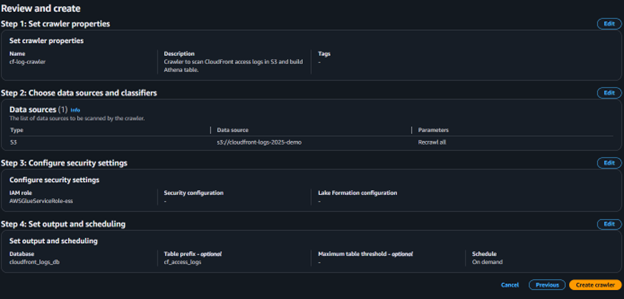 Review and create
Step 1: Set crawler properties
Edit
Set crawler properties
Name
Description
Tags
cf-log-crawler
Crawler to scan CloudFront access logs in S3 and build
Athena table.
-
Step 2: Choose data sources and classifiers
Edit
Data sources (1) Info
The list of data sources to be scanned by the crawler.
Type
Data source
Parameters
S3
s3://cloudfront-logs-2025-demo
Recrawl all
Step 3: Configure security settings
Edit
Configure security settings
IAM role
Security configuration
Lake Formation configuration
AWSGlueServiceRole-ess
-
-
Step 4: Set output and scheduling
Edit
Set output and scheduling
Database
Table prefix - optional
Maximum table threshold - optional
Schedule
cloudfront_logs_db
cf_access_logs
-
On demand
Cancel
Previous
Create crawler